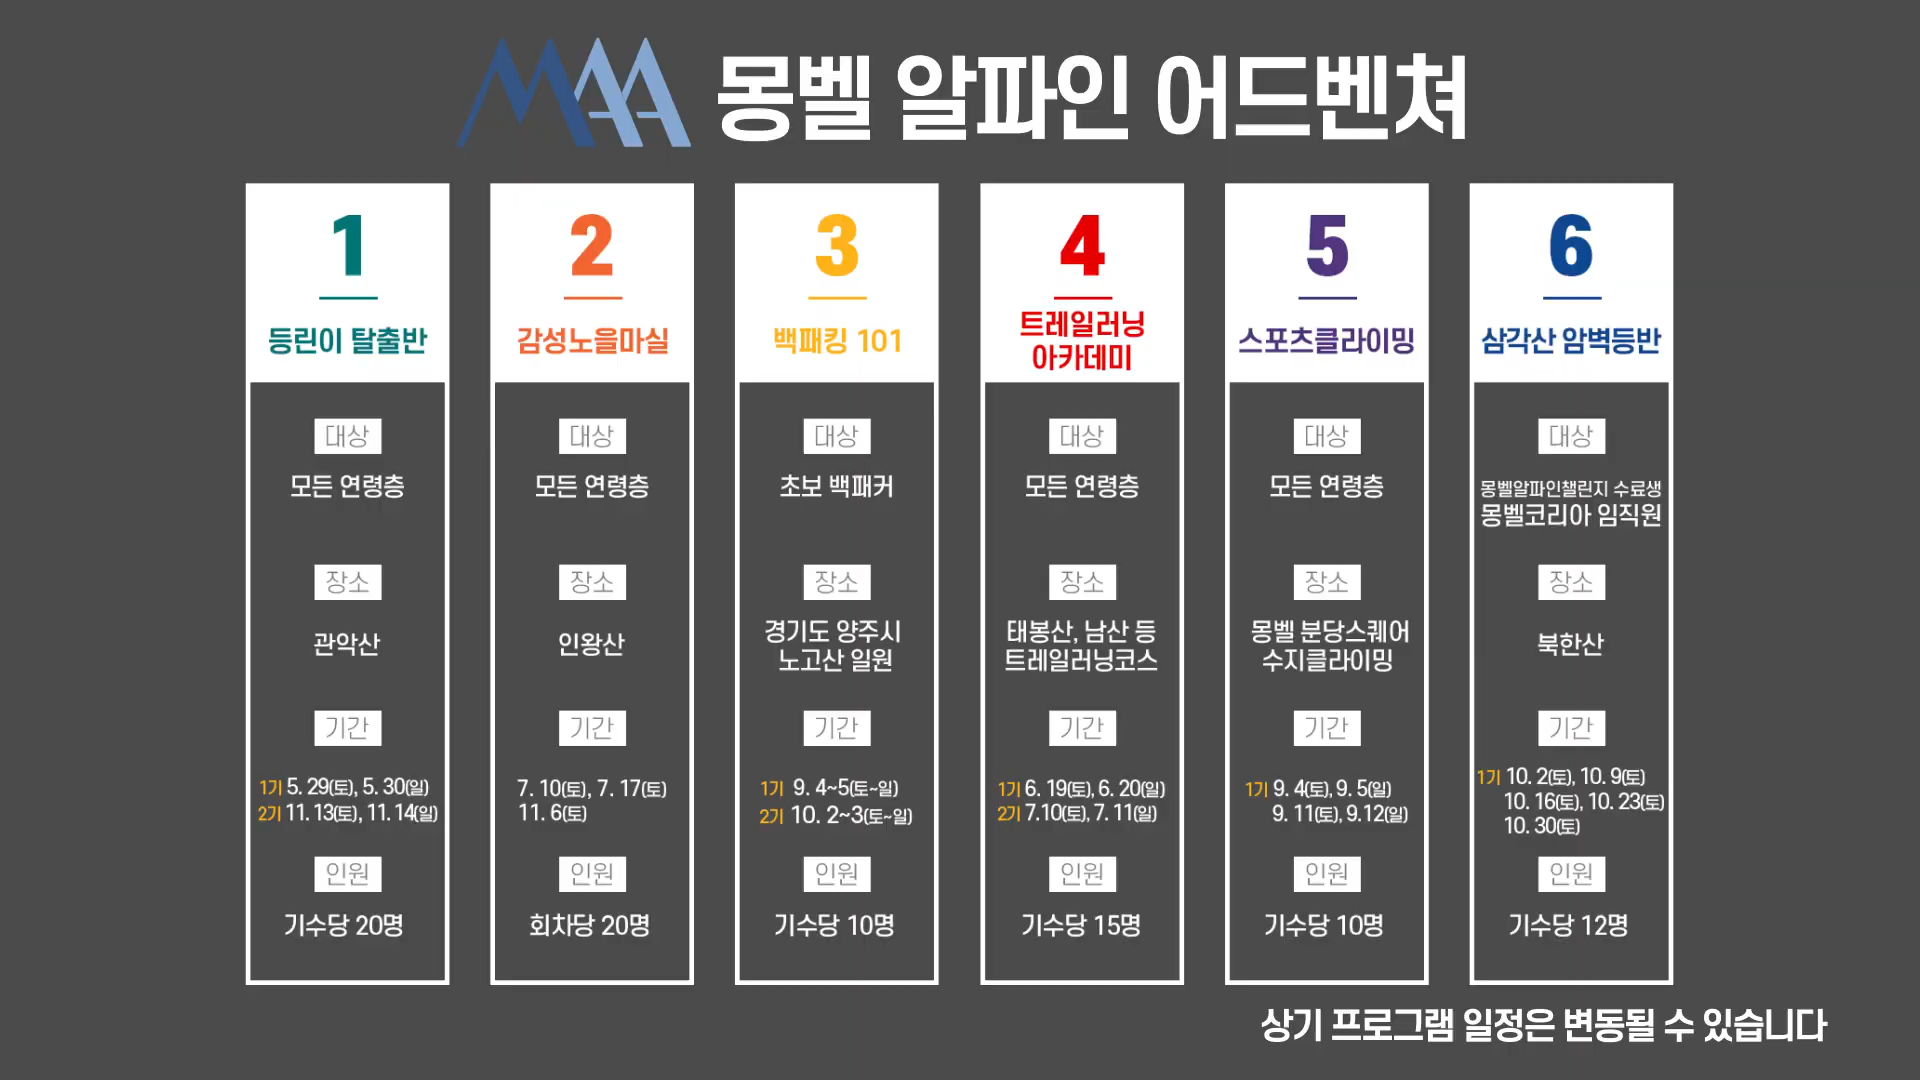 MAA 몽벨 알파인 어드벤쳐
1
등린이 탈출반
대상
모든 연령층
장소
관악산
기간
1기 5. 29(토), 5. 30(일)
2기 11. 13(토), 11. 14(일)
인원
기수당 20명
2
감성노을마실
대상
모든 연령층
장소
인왕산
기간
7. 10(토), 7. 17(토)
11. 6(토)
인원
회차당 20명
3
백패킹 101
대상
초보 백패커
장소
경기도 양주시
노고산 일원
기간
1기 9. 4~5(토~일)
2기 10. 2~3(토~일)
인원
기수당 10명
4
트레일러닝
아카데미
대상
모든 연령층
장소
태봉산, 남산 등
트레일러닝코스
기간
1기 6. 19(토), 6. 20(일)
2기 7.10(토), 7. 11(일)
인원
기수당 15명
5
스포츠클라이밍
대상
모든 연령층
장소
몽벨 분당스퀘어
수지클라이밍
기간
1기 9. 4(토), 9. 5(일)
9. 11(토), 9.12(일)
인원
기수당 10명
6
삼각산 암벽등반
대상
몽벨알파인챌린지 수료생
몽벨코리아 임직원
장소
북한산
기간
1기 10. 2(토), 10. 9(토)
10. 16(토), 10. 23(토)
10. 30(토)
인원
기수당 12명
상기 프로그램 일정은 변동될 수 있습니다